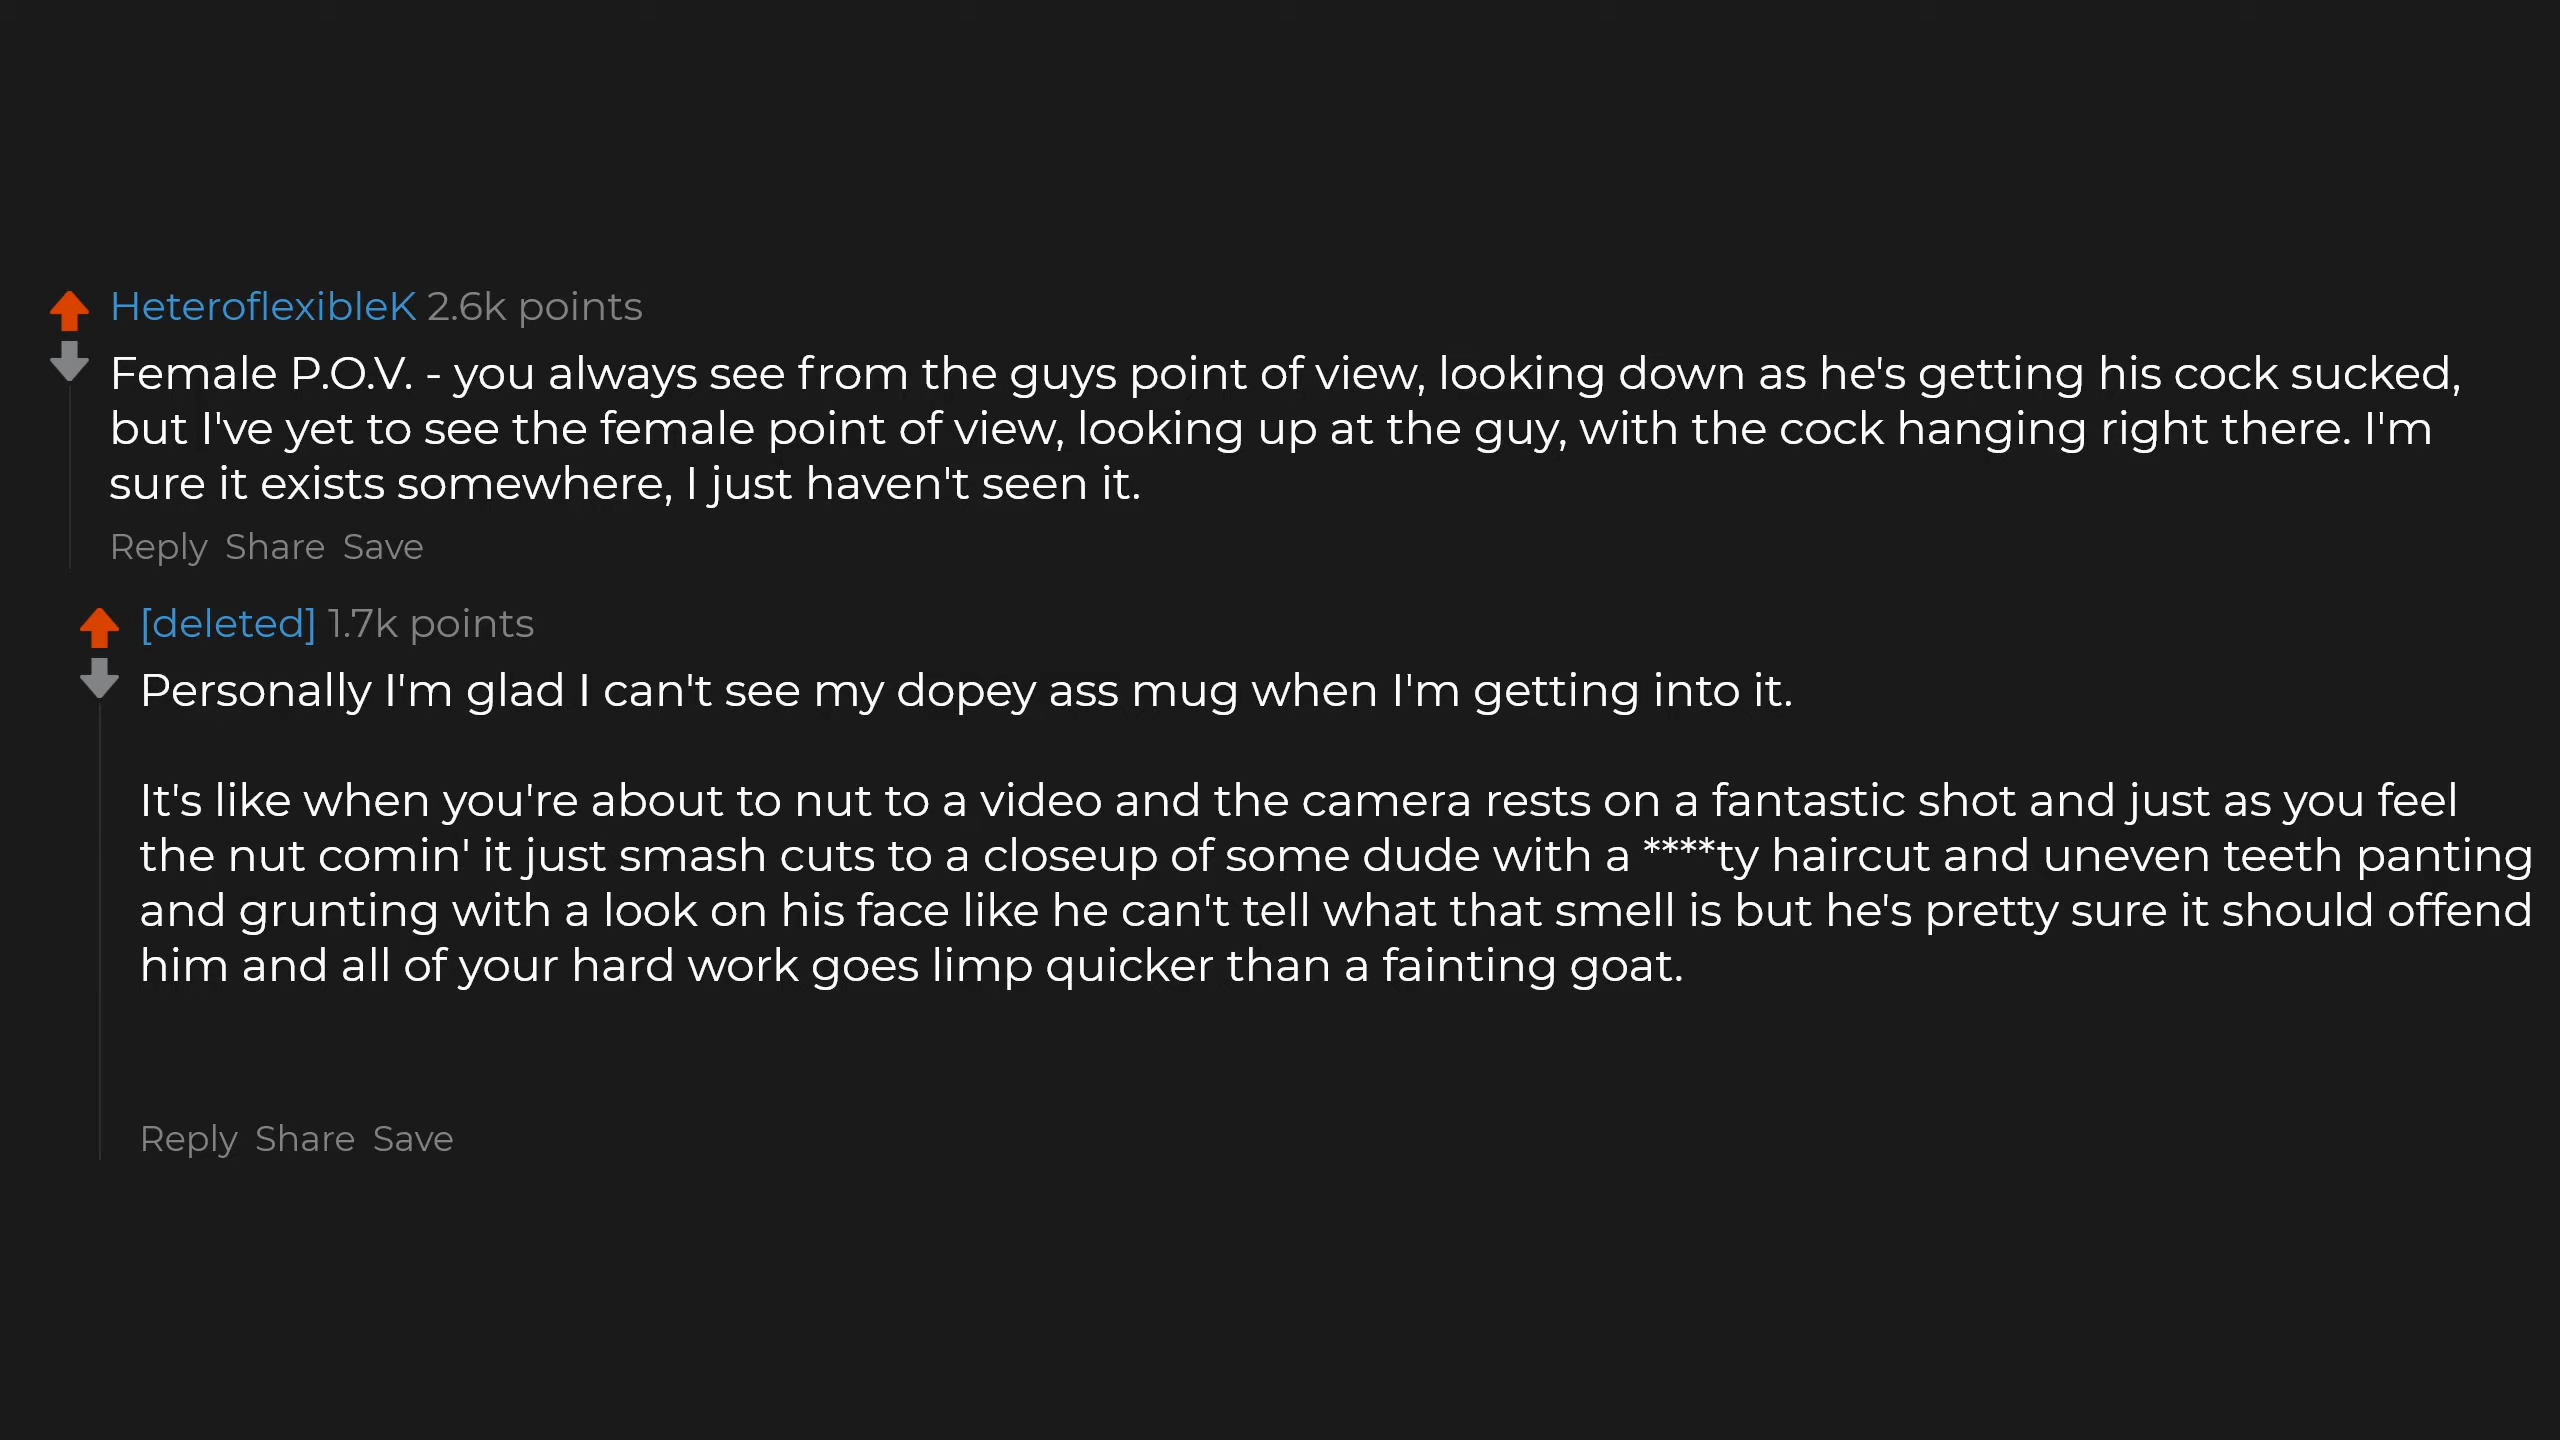 HeteroflexibleK 2.6k points
Female P.O.V. - you always see from the guys point of view, looking down as he's getting his cock sucked,
but I've yet to see the female point of view, looking up at the guy, with the cock hanging right there. I'm
sure it exists somewhere, I just haven't seen it.
Reply Share Save
[deleted] 1.7k points
Personally I'm glad I can't see my dopey ass mug when I'm getting into it.
It's like when you're about to nut to a video and the camera rests on a fantastic shot and just as you feel
the nut comin' it just smash cuts to a closeup of some dude with a ****ty haircut and uneven teeth panting
and grunting with a look on his face like he can't tell what that smell is but he's pretty sure it should offend
him and all of your hard work goes limp quicker than a fainting goat.
Reply Share Save